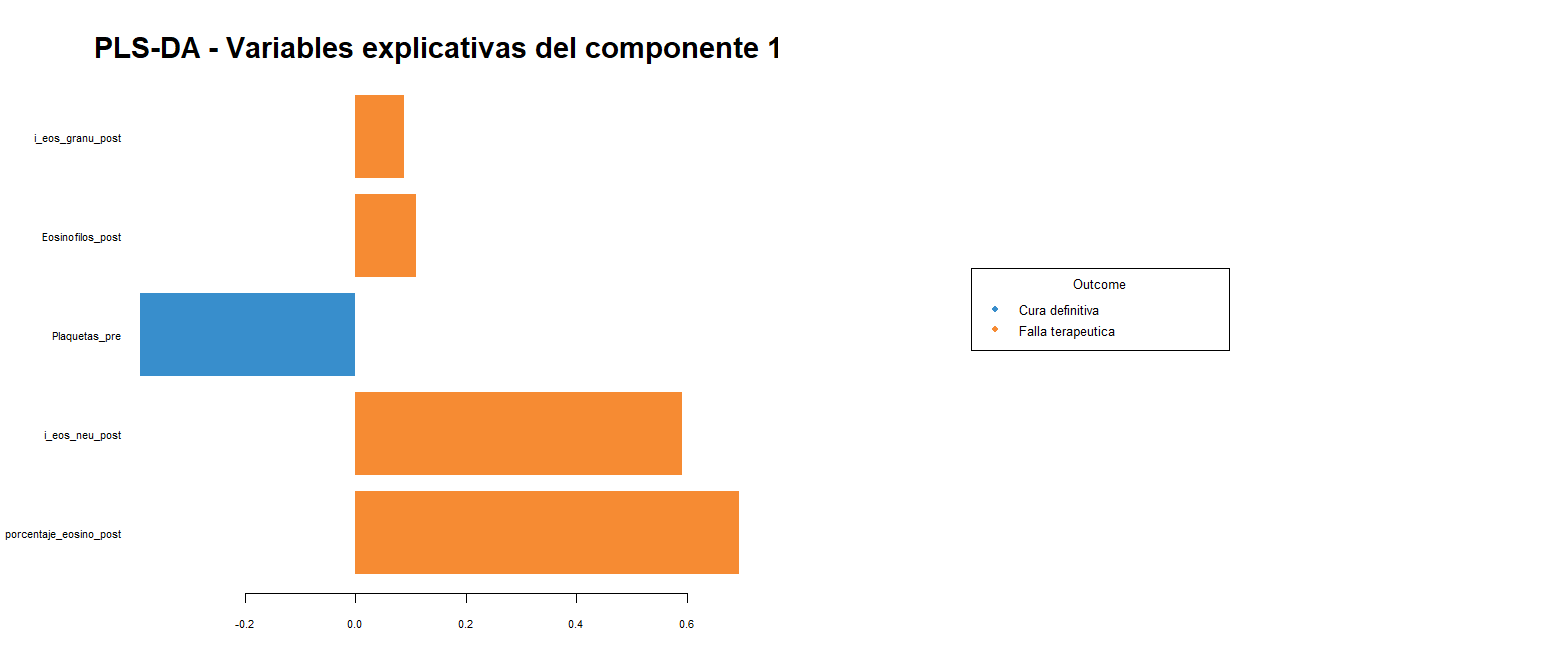 PLS-DA - Variables explicativas del componente 1
i_eos_granu_post
Eosinofilos_post
Plaquetas_pre
i_eos_neu_post
porcentaje_eosino_post
-0.2 0.0 0.2 0.4 0.6
Outcome
Cura definitiva
Falla terapeutica